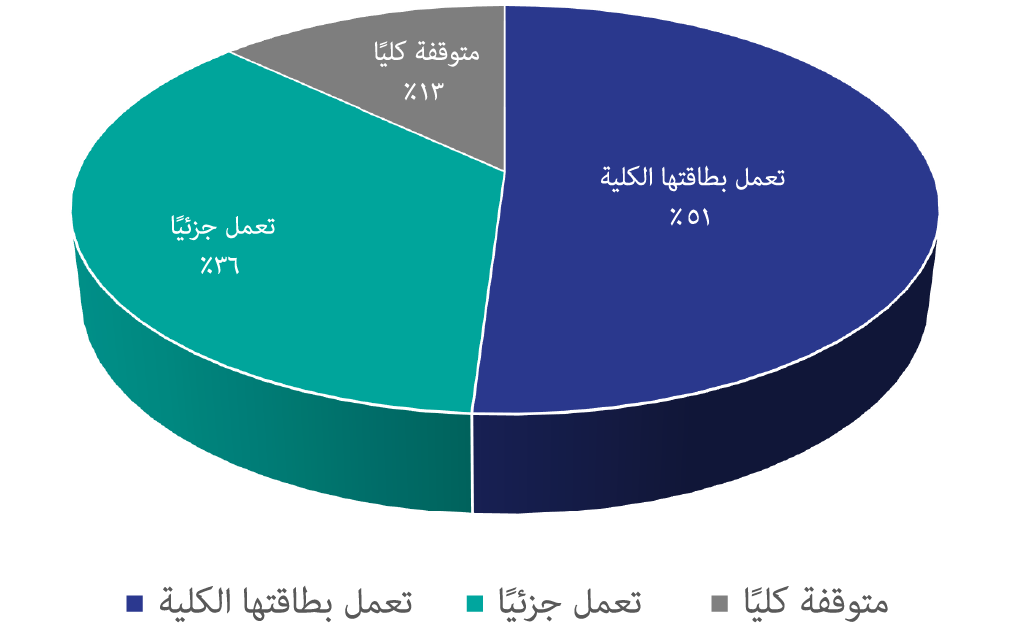 متوقفة كليًا
٪١٣
تعمل بطاقتها الكلية
٪٥١
تعمل جزئيًا
٪٣٦
تعمل بطاقتها الكلية
تعمل جزئيًا
متوقفة كليًا